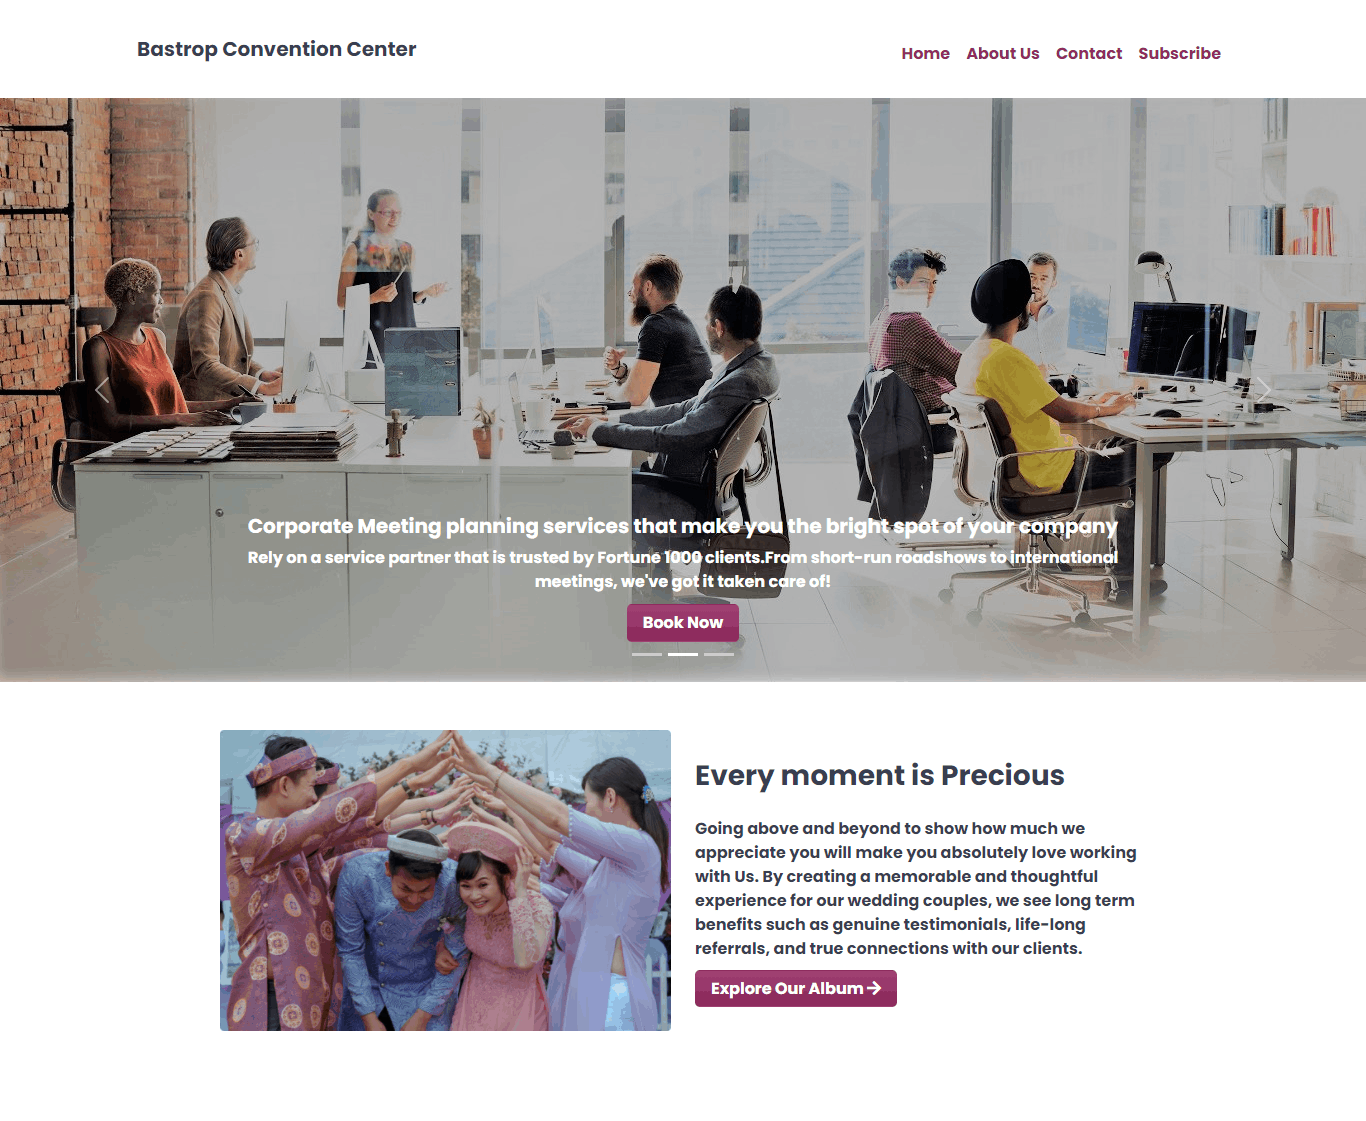 Bastrop Convention Center
Home About Us Contact Subscribe
Corporate Meeting planning services that make you the bright spot of your company
Rely on a service partner that is trusted by Fortune 1000 clients.From short-run roadshows to international
meetings, we've got it taken care of!
Book Now
Every moment is Precious
Going above and beyond to show how much we
appreciate you will make you absolutely love working
with Us. By creating a memorable and thoughtful
experience for our wedding couples, we see long term
benefits such as genuine testimonials, life-long
referrals, and true connections with our clients.
Explore Our Album